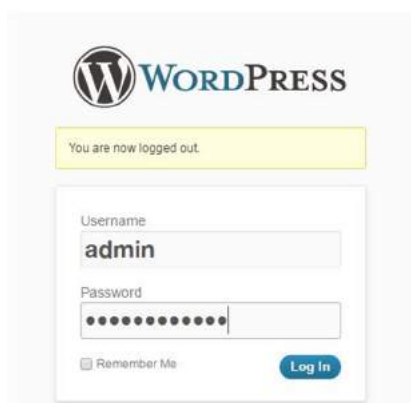 WORDPRESS
You are now logged out.
Username
admin
Password
Remember Me
Log In